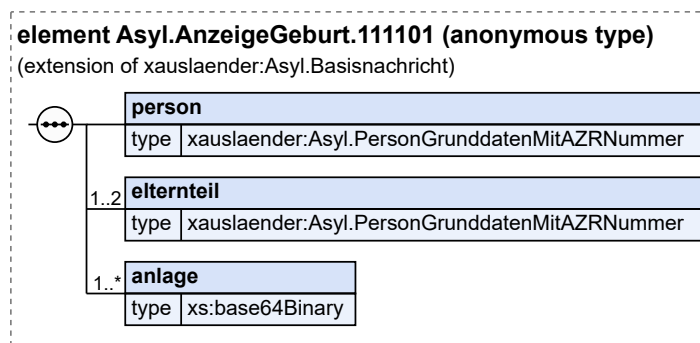 element Asyl.AnzeigeGeburt.111101 (anonymous type)
(extension of xauslaender:Asyl.Basisnachricht)
person
type xauslaender:Asyl.PersonGrunddatenMitAZRNummer
1..2 elternteil
type xauslaender:Asyl.PersonGrunddatenMitAZRNummer
1..* anlage
type xs:base64Binary